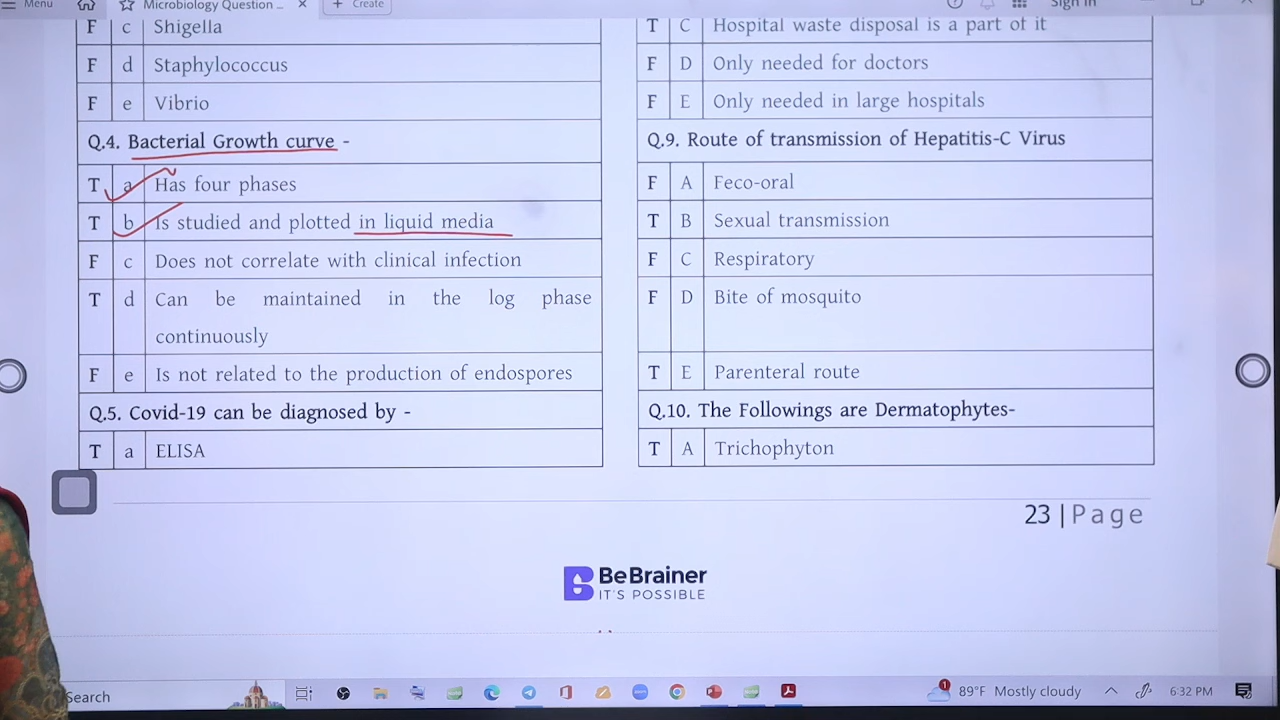 Menu
Microbiology Question ...
+ Create
Sign in
F c Shigella
F d Staphylococcus
F e Vibrio
Q.4. Bacterial Growth curve -
T a Has four phases
T b Is studied and plotted in liquid media
F c Does not correlate with clinical infection
T d Can be maintained in the log phase
continuously
F e Is not related to the production of endospores
Q.5. Covid-19 can be diagnosed by -
T a ELISA
T C Hospital waste disposal is a part of it
F D Only needed for doctors
F E Only needed in large hospitals
Q.9. Route of transmission of Hepatitis-C Virus
F A Feco-oral
T B Sexual transmission
F C Respiratory
F D Bite of mosquito
T E Parenteral route
Q.10. The Followings are Dermatophytes-
T A Trichophyton
23 | Page
BeBrainer
IT'S POSSIBLE
Search
1
89°F Mostly cloudy
6:32 PM